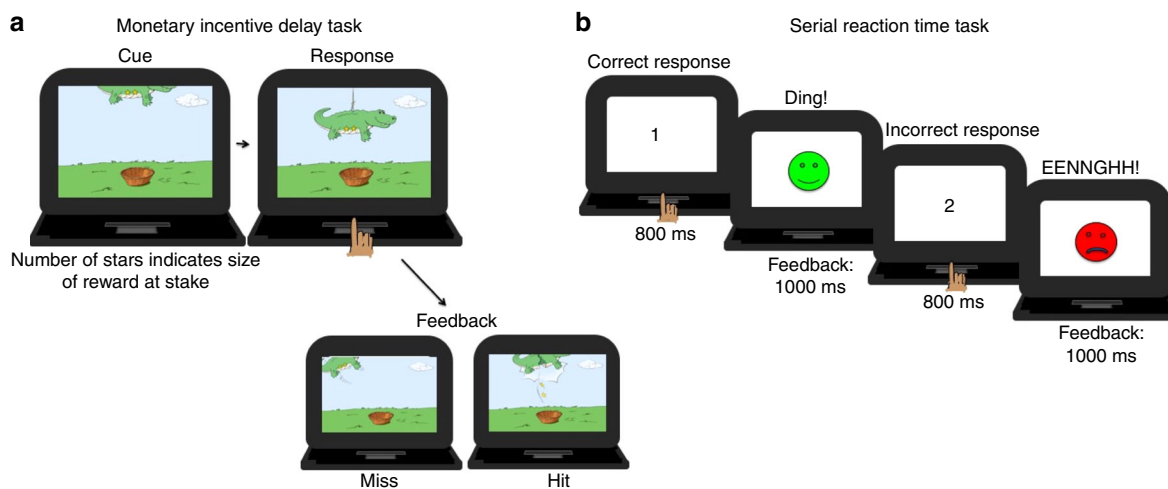 a
Monetary incentive delay task
Cue
Response
Number of stars indicates size
of reward at stake
Feedback
Miss
Hit
b
Serial reaction time task
Correct response
1
800 ms
Ding!
Feedback:
1000 ms
Incorrect response
2
800 ms
EENNGHH!
Feedback:
1000 ms